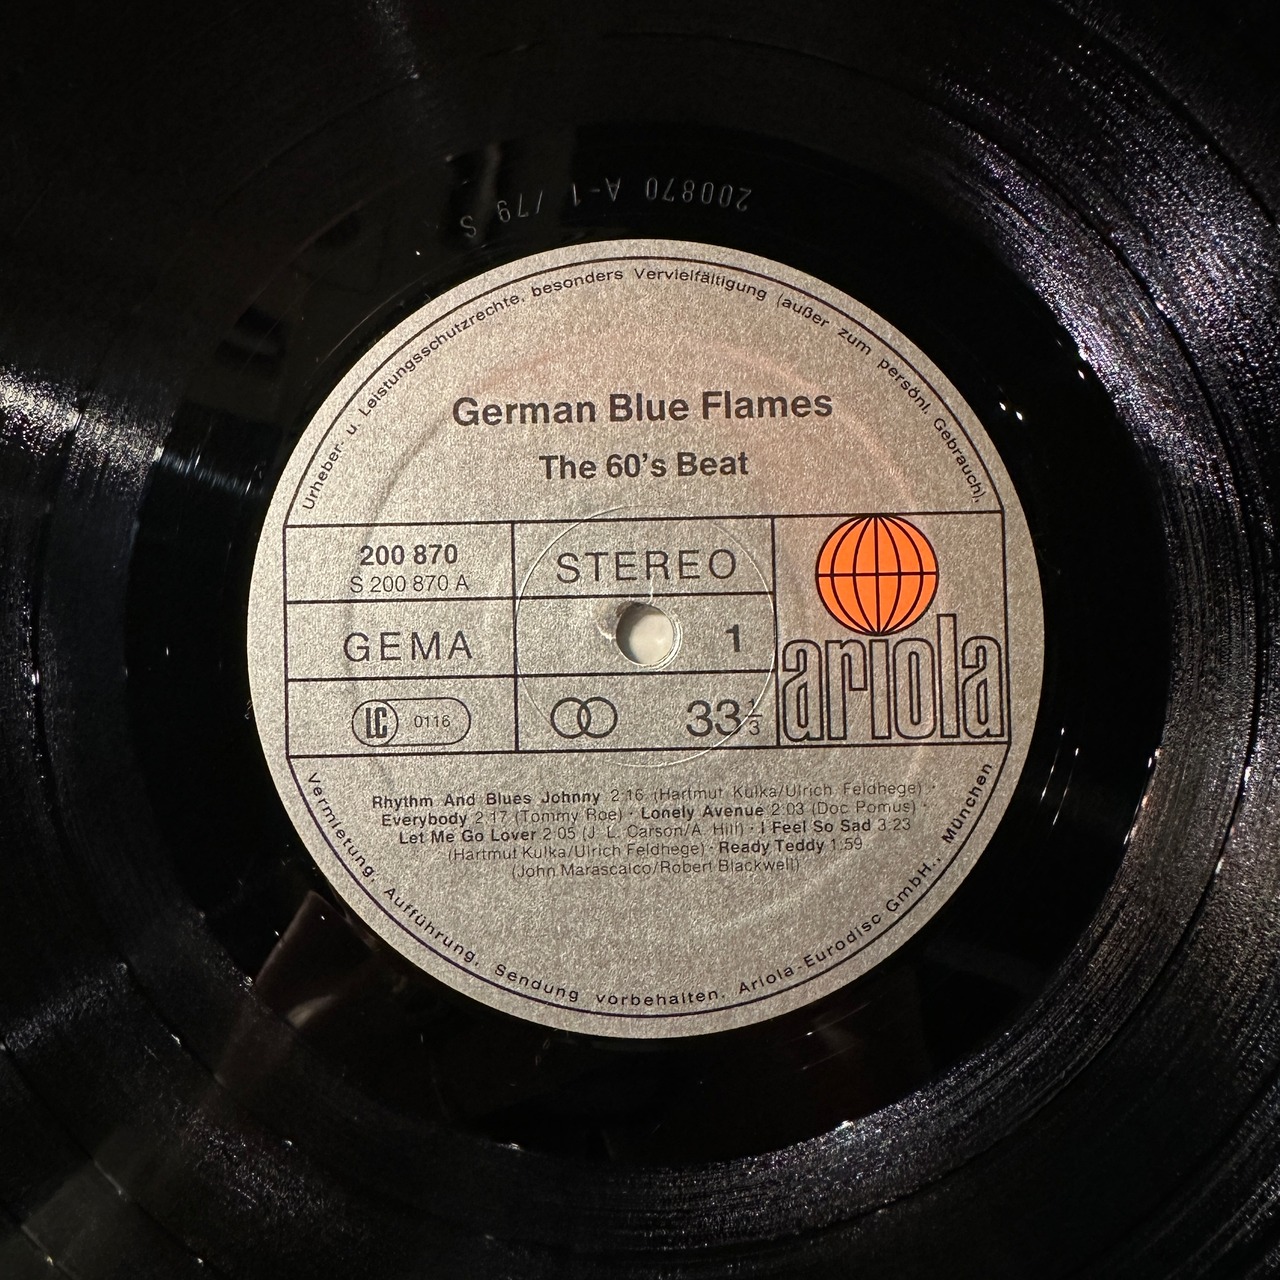 200870 A-1 /79 S
Urheber u. Leistungsschutzrechte, besonders Vervielfältigung (außer zum persönl. Gebrauch),
German Blue Flames
The 60's Beat
200 870
S 200 870 A
STEREO
GEMA
1
LC 0116
33 1/3
ariola
Rhythm And Blues Johnny 2:16 (Hartmut Kulka/Ulrich Feldhege) ·
Everybody 2:17 (Tommy Roe) · Lonely Avenue 2:03 (Doc Pomus)
Let Me Go Lover 2:05 (J. L. Carson/A. Hill) · I Feel So Sad 3:23
(Hartmut Kulka/Ulrich Feldhege) · Ready Teddy 1:59
(John Marascalco/Robert Blackwell)
Vermietung, Aufführung, Sendung vorbehalten. Ariola-Eurodisc GmbH., München